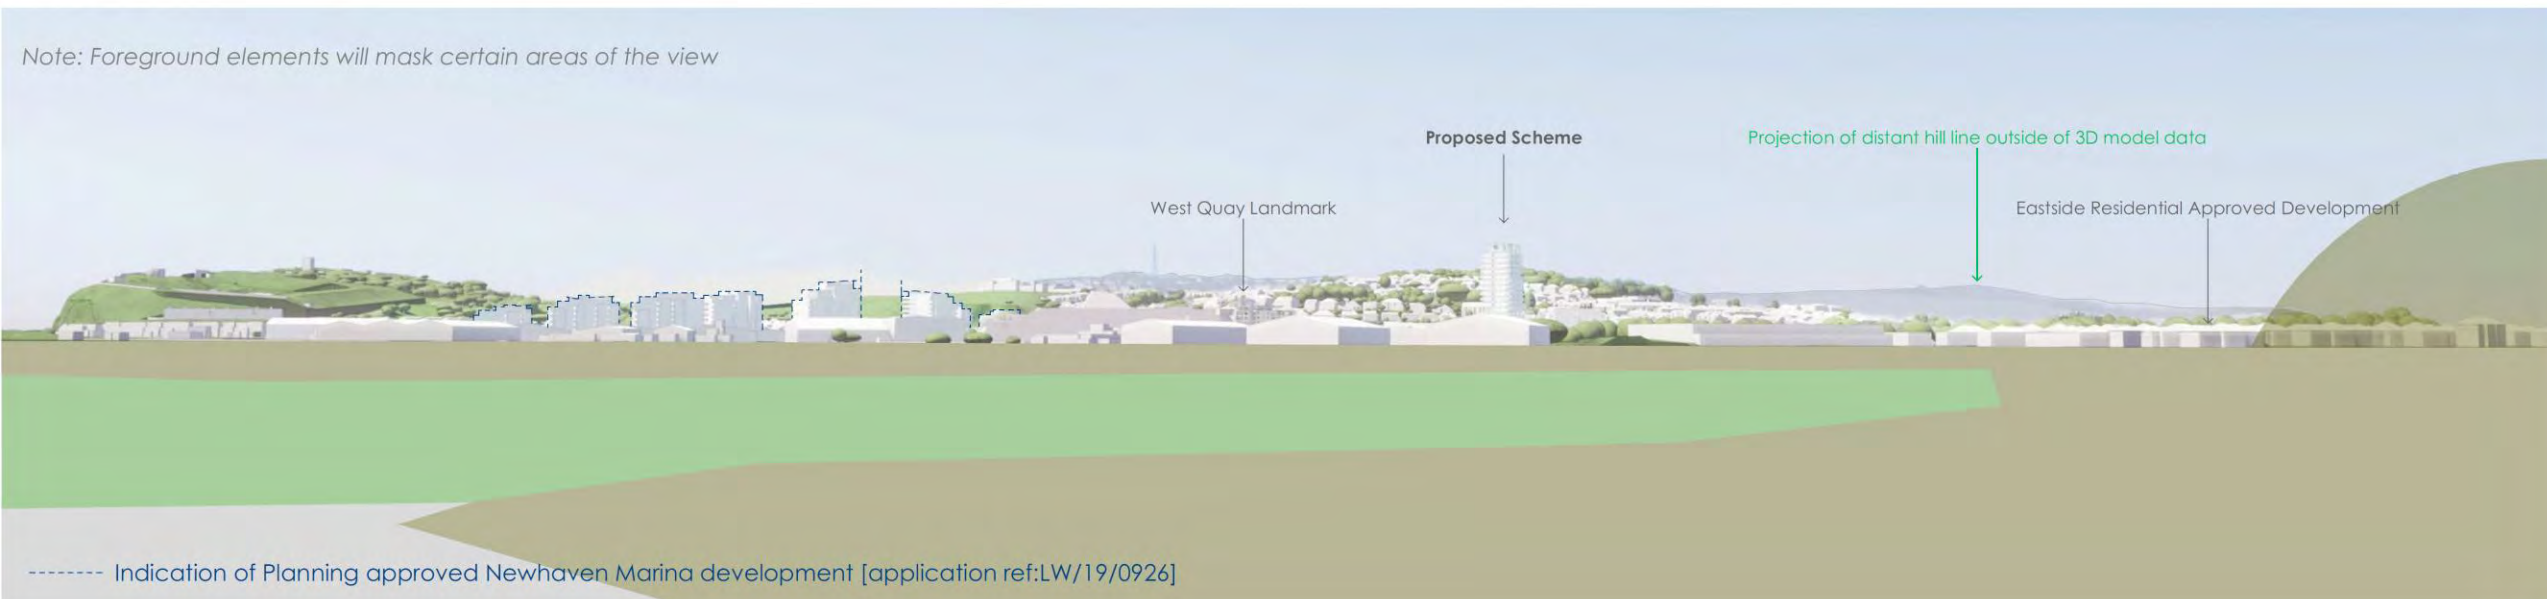 Note: Foreground elements will mask certain areas of the view
Proposed Scheme
Projection of distant hill line outside of 3D model data
West Quay Landmark
Eastside Residential Approved Development
Indication of Planning approved Newhaven Marina development [application ref:LW/19/0926]